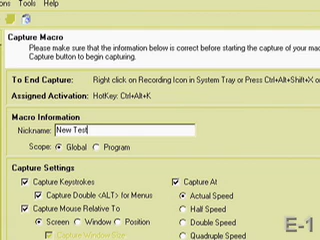 ons Tools Help
Capture Macro
Please make sure that the information below is correct before starting the capture of your mac
Capture button to begin capturing.
To End Capture: Right click on Recording Icon in System Tray or Press Ctrl+Alt+Shift+X o
Assigned Activation: HotKey: Ctrl+Alt+K
Macro Information
Nickname: New Test
Scope: Global Program
Capture Settings
Capture Keystrokes Capture At
Capture Double <ALT> for Menus Actual Speed
Capture Mouse Relative To Half Speed
Screen Window Position Double Speed
Capture Window Size Quadruple Speed
E-1